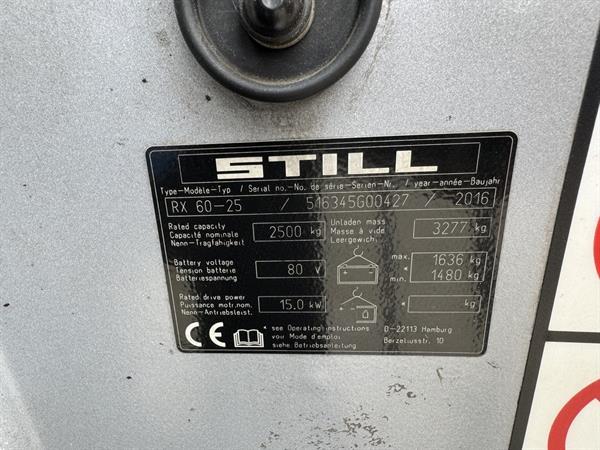 STILL
Type-Modèle-Typ / Serial no.-No. de série-Serien-Nr. / year-année-Baujahr
RX 60-25 / 516345G00427 / 2016
Rated capacity
Capacité nominale
Nenn-Tragfähigkeit
2500 kg
Unladen mass
Masse à vide
Leergewicht
3277 kg
Battery voltage
Tension batterie
Batteriespannung
80 V
max. 1636 kg
min. 1480 kg
Rated drive power
Puissance motr.nom.
Nenn-Antriebsleist.
15.0 kW
* kg
CE
* see Operating instructions
voir Mode d'emploi
siehe Betriebsanleitung
D-22113 Hamburg
Berzeliusstr. 10